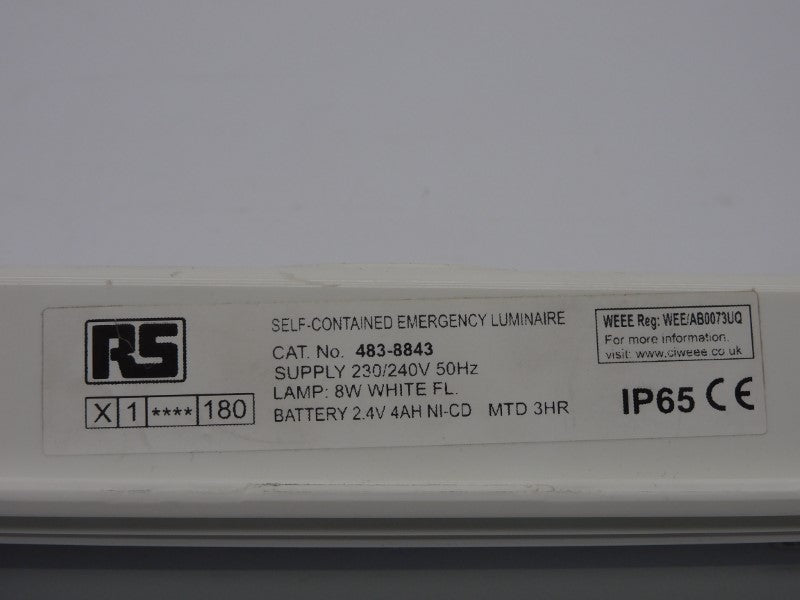 RS
X 1 **** 180
SELF-CONTAINED EMERGENCY LUMINAIRE
CAT. No. 483-8843
SUPPLY 230/240V 50Hz
LAMP: 8W WHITE FL.
BATTERY 2.4V 4AH NI-CD MTD 3HR
WEEE Reg: WEE/AB0073UQ
For more information,
visit: www.clweee.co.uk
IP65 CE